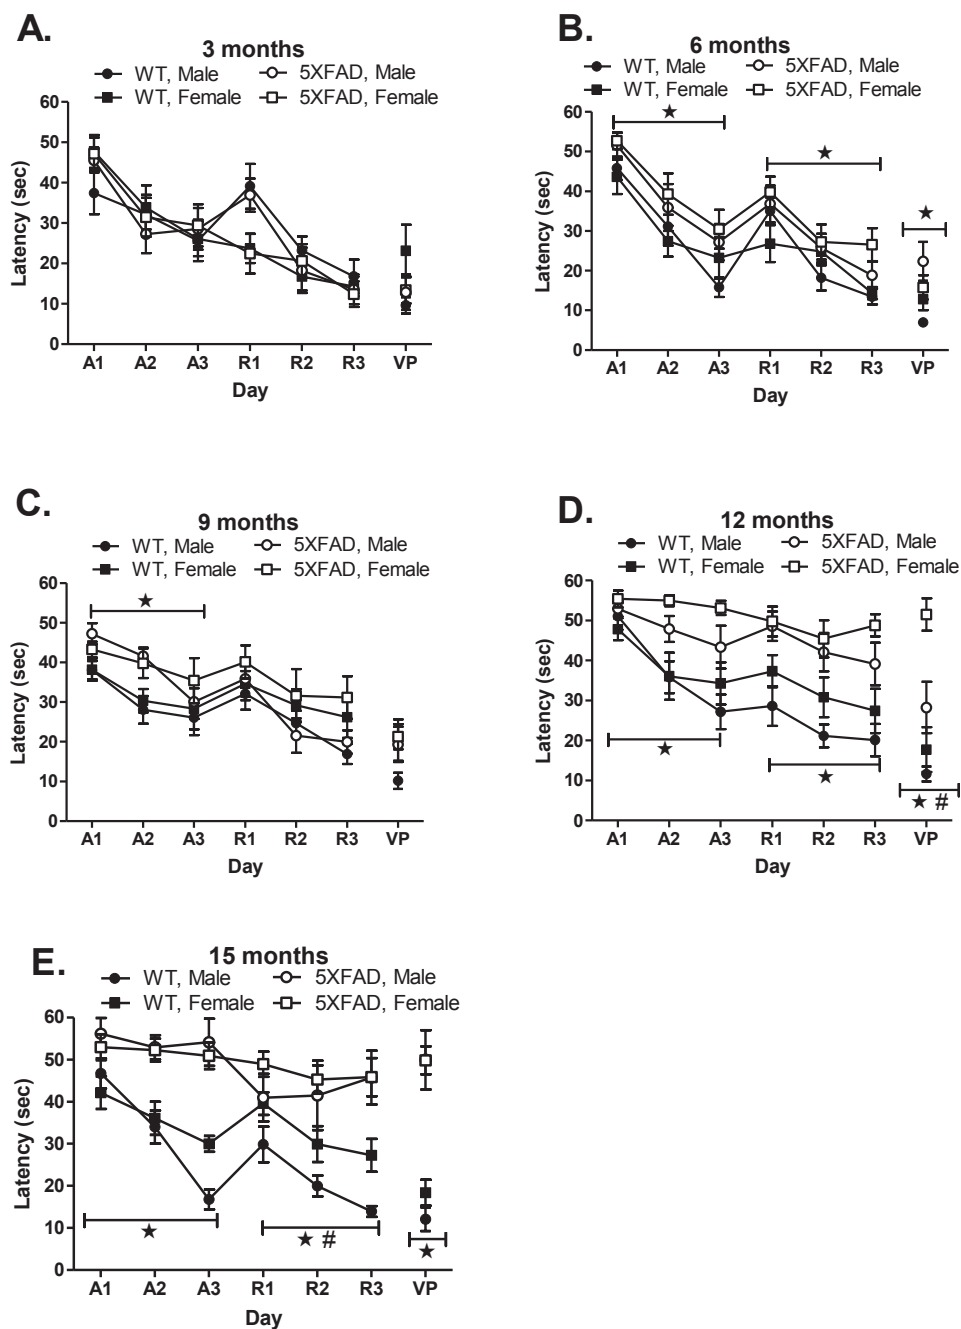 A.
3 months
WT, Male
5XFAD, Male
WT, Female
5XFAD, Female
60
50
40
30
20
10
0
Latency (sec)
A1 A2 A3 R1 R2 R3 VP
Day
B.
6 months
WT, Male
5XFAD, Male
WT, Female
5XFAD, Female
60
50
40
30
20
10
0
Latency (sec)
★
★
★
A1 A2 A3 R1 R2 R3 VP
Day
C.
9 months
WT, Male
5XFAD, Male
WT, Female
5XFAD, Female
60
50
40
30
20
10
0
Latency (sec)
★
A1 A2 A3 R1 R2 R3 VP
Day
D.
12 months
WT, Male
5XFAD, Male
WT, Female
5XFAD, Female
60
50
40
30
20
10
0
Latency (sec)
★
★
★ #
A1 A2 A3 R1 R2 R3 VP
Day
E.
15 months
WT, Male
5XFAD, Male
WT, Female
5XFAD, Female
60
50
40
30
20
10
0
Latency (sec)
★
★ #
★
A1 A2 A3 R1 R2 R3 VP
Day